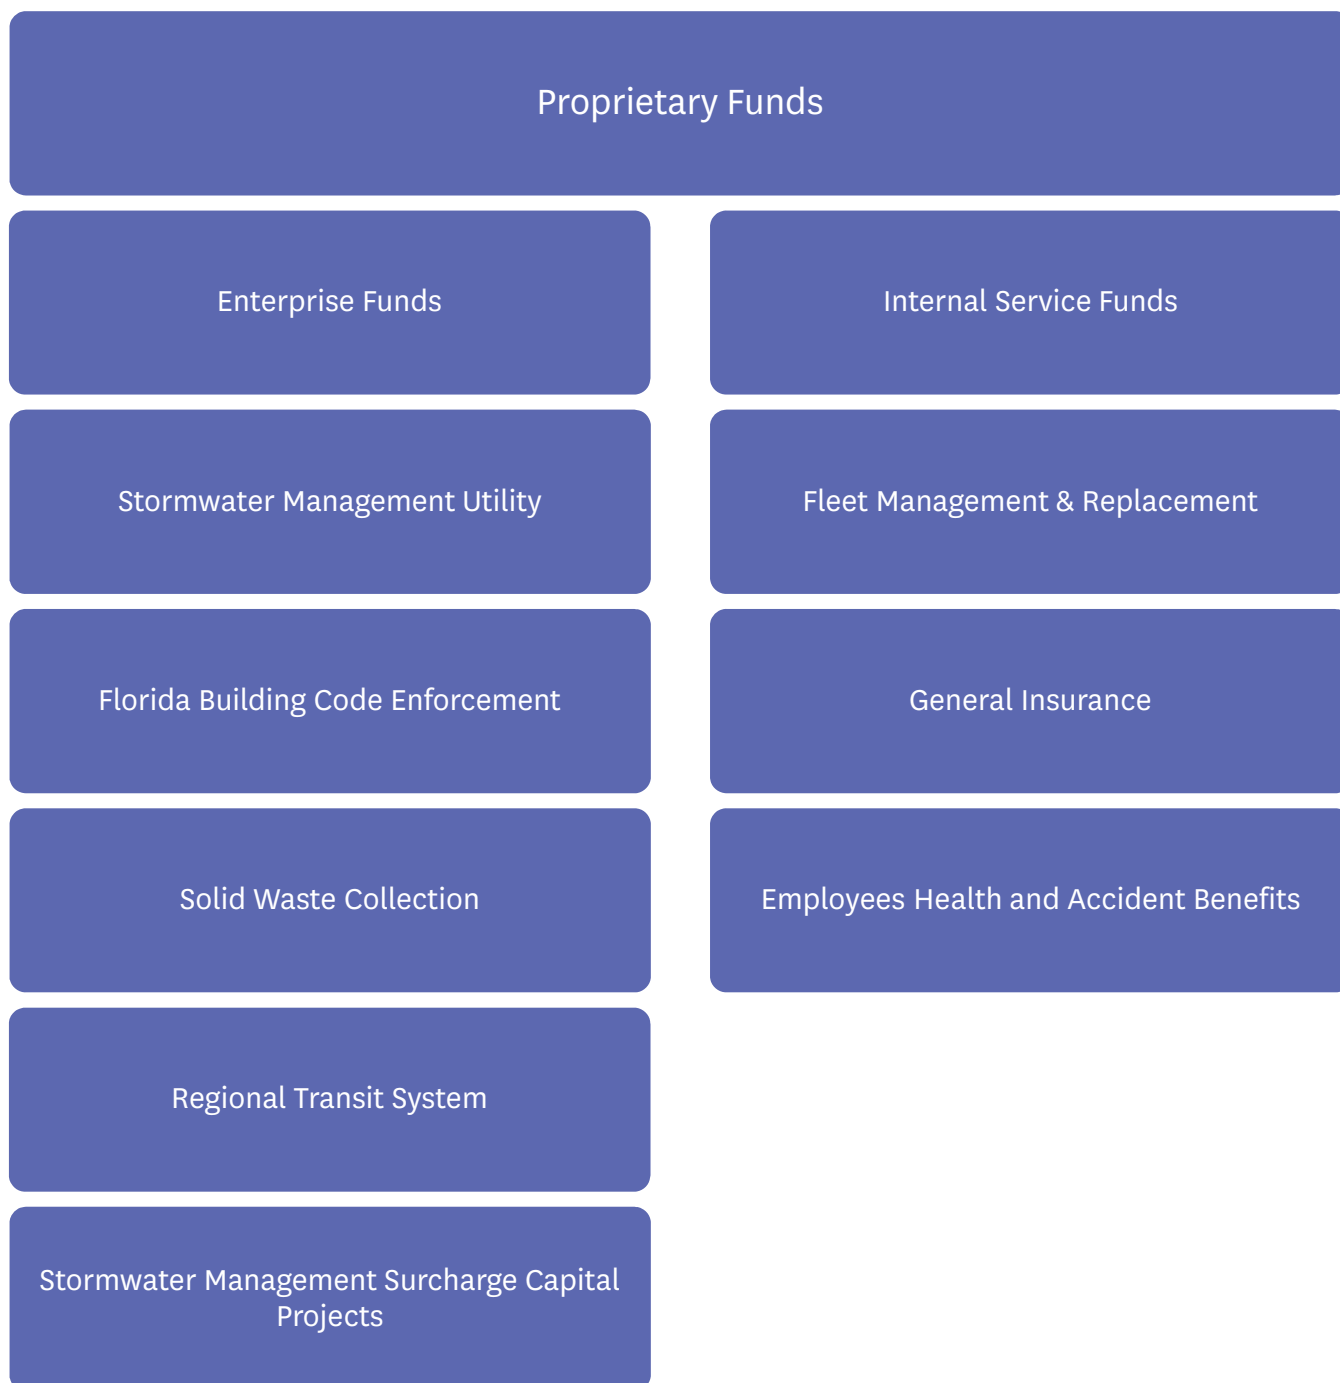 Proprietary Funds
Enterprise Funds
Internal Service Funds
Stormwater Management Utility
Fleet Management & Replacement
Florida Building Code Enforcement
General Insurance
Solid Waste Collection
Employees Health and Accident Benefits
Regional Transit System
Stormwater Management Surcharge Capital
Projects